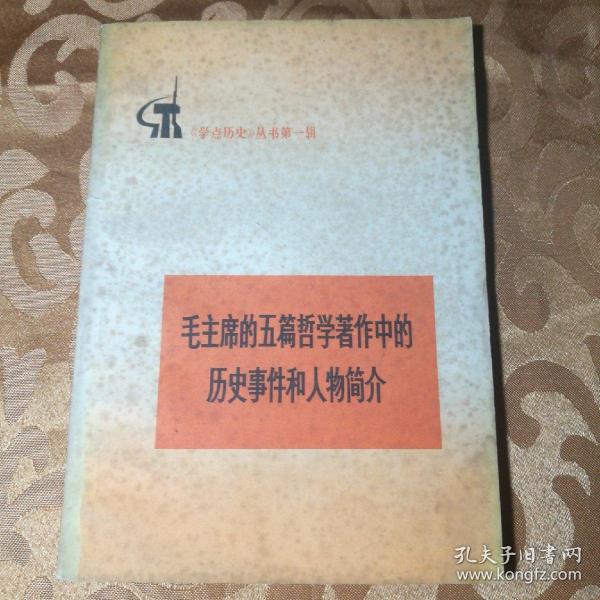 《学点历史》丛书第一辑
毛主席的五篇哲学著作中的
历史事件和人物简介
孔夫子旧書网
www.kongfz.com